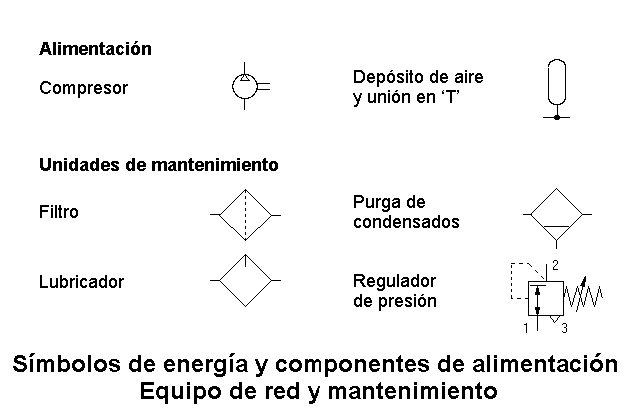 Alimentación
Compresor
Depósito de aire
y unión en ‘T’
Unidades de mantenimiento
Filtro
Purga de
condensados
Lubricador
Regulador
de presión
2
1
3
Símbolos de energía y componentes de alimentación
Equipo de red y mantenimiento